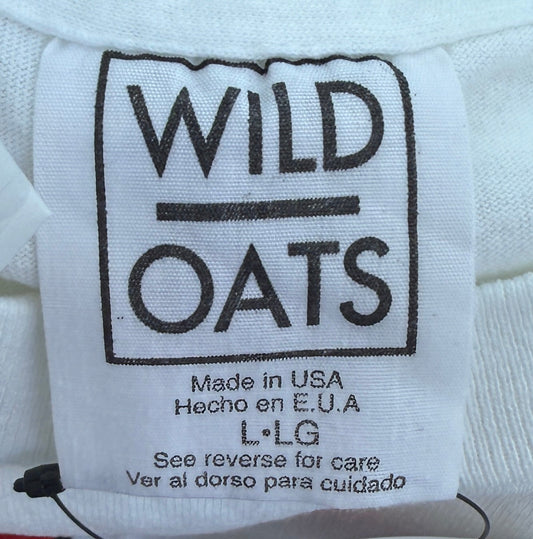 WILD
OATS
Made in USA
Hecho en E.U.A
L•LG
See reverse for care
Ver al dorso para cuidado